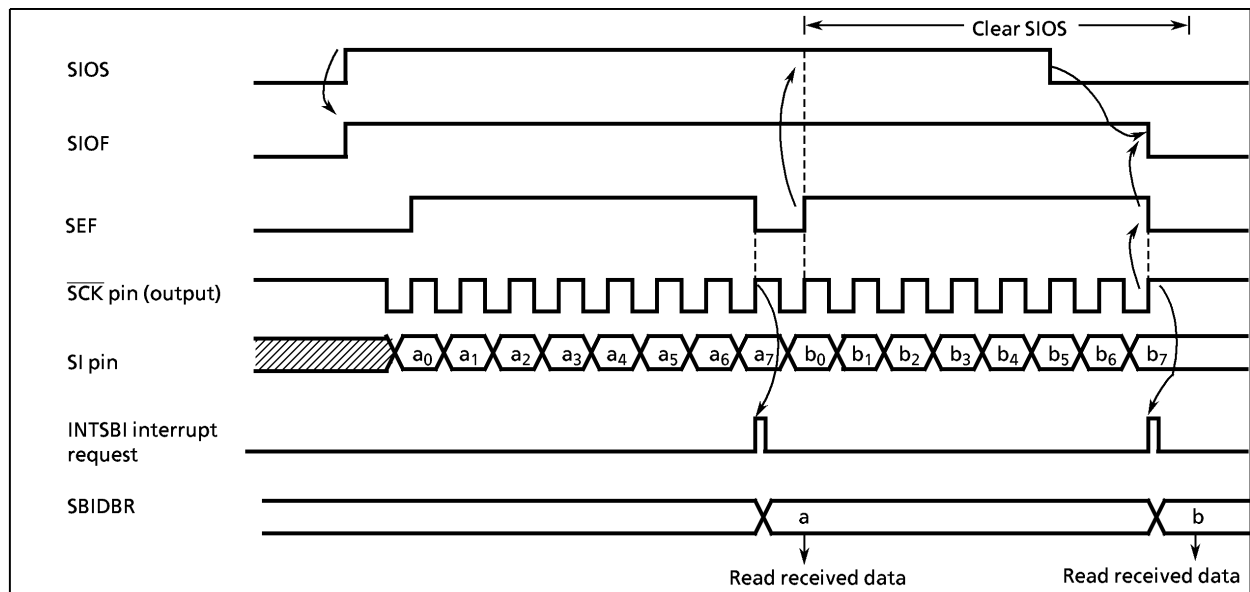 Clear SIOS
SIOS
SIOF
SEF
S̅C̅K̅ pin (output)
SI pin
a₀ a₁ a₂ a₃ a₄ a₅ a₆ a₇ b₀ b₁ b₂ b₃ b₄ b₅ b₆ b₇
INTSBI interrupt
request
SBIDBR
a b
Read received data
Read received data